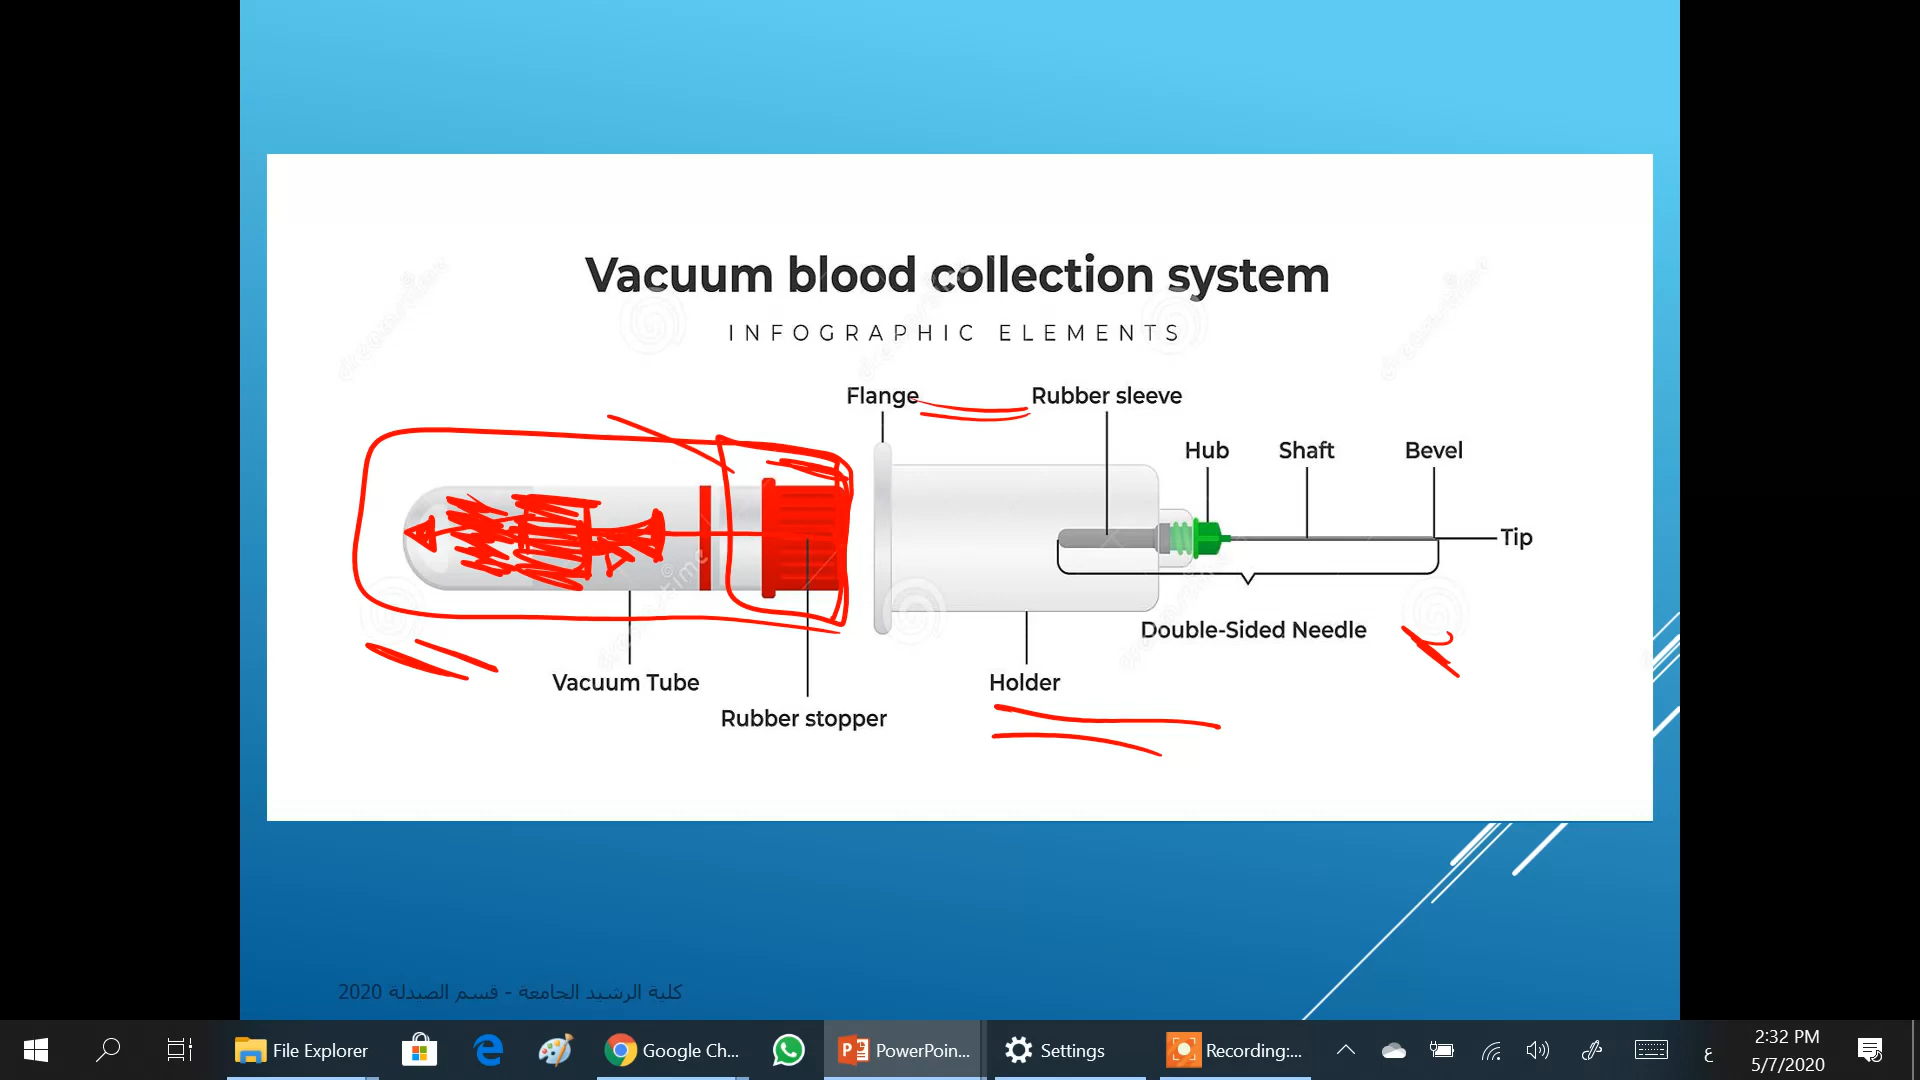 Vacuum blood collection system
INFOGRAPHIC ELEMENTS
Flange
Rubber sleeve
Hub
Shaft
Bevel
Tip
Double-Sided Needle
Vacuum Tube
Holder
Rubber stopper
كلية الرشيد الجامعة - قسم الصيدلة 2020
File Explorer
Google Ch...
PowerPoin...
Settings
Recording:...
ع
2:32 PM
5/7/2020